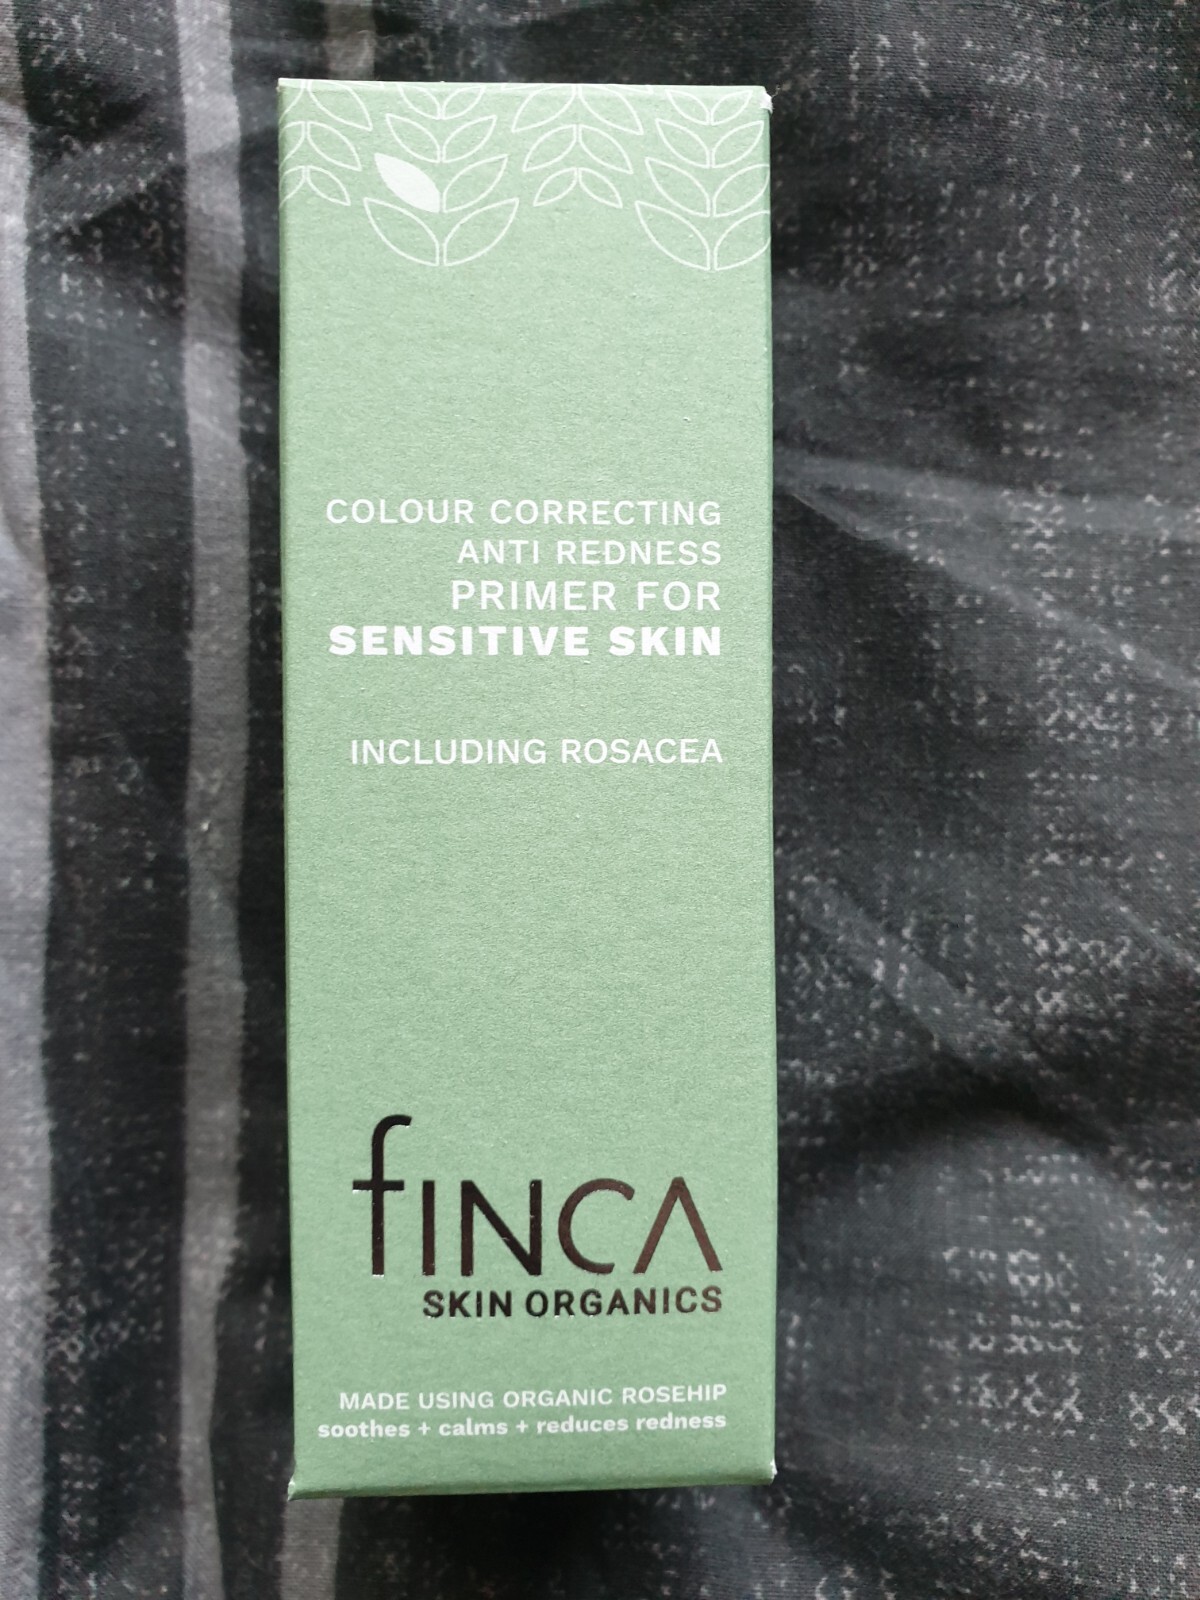 COLOUR CORRECTING
ANTI REDNESS
PRIMER FOR
SENSITIVE SKIN
INCLUDING ROSACEA
fINCA
SKIN ORGANICS
MADE USING ORGANIC ROSEHIP
soothes + calms + reduces redness